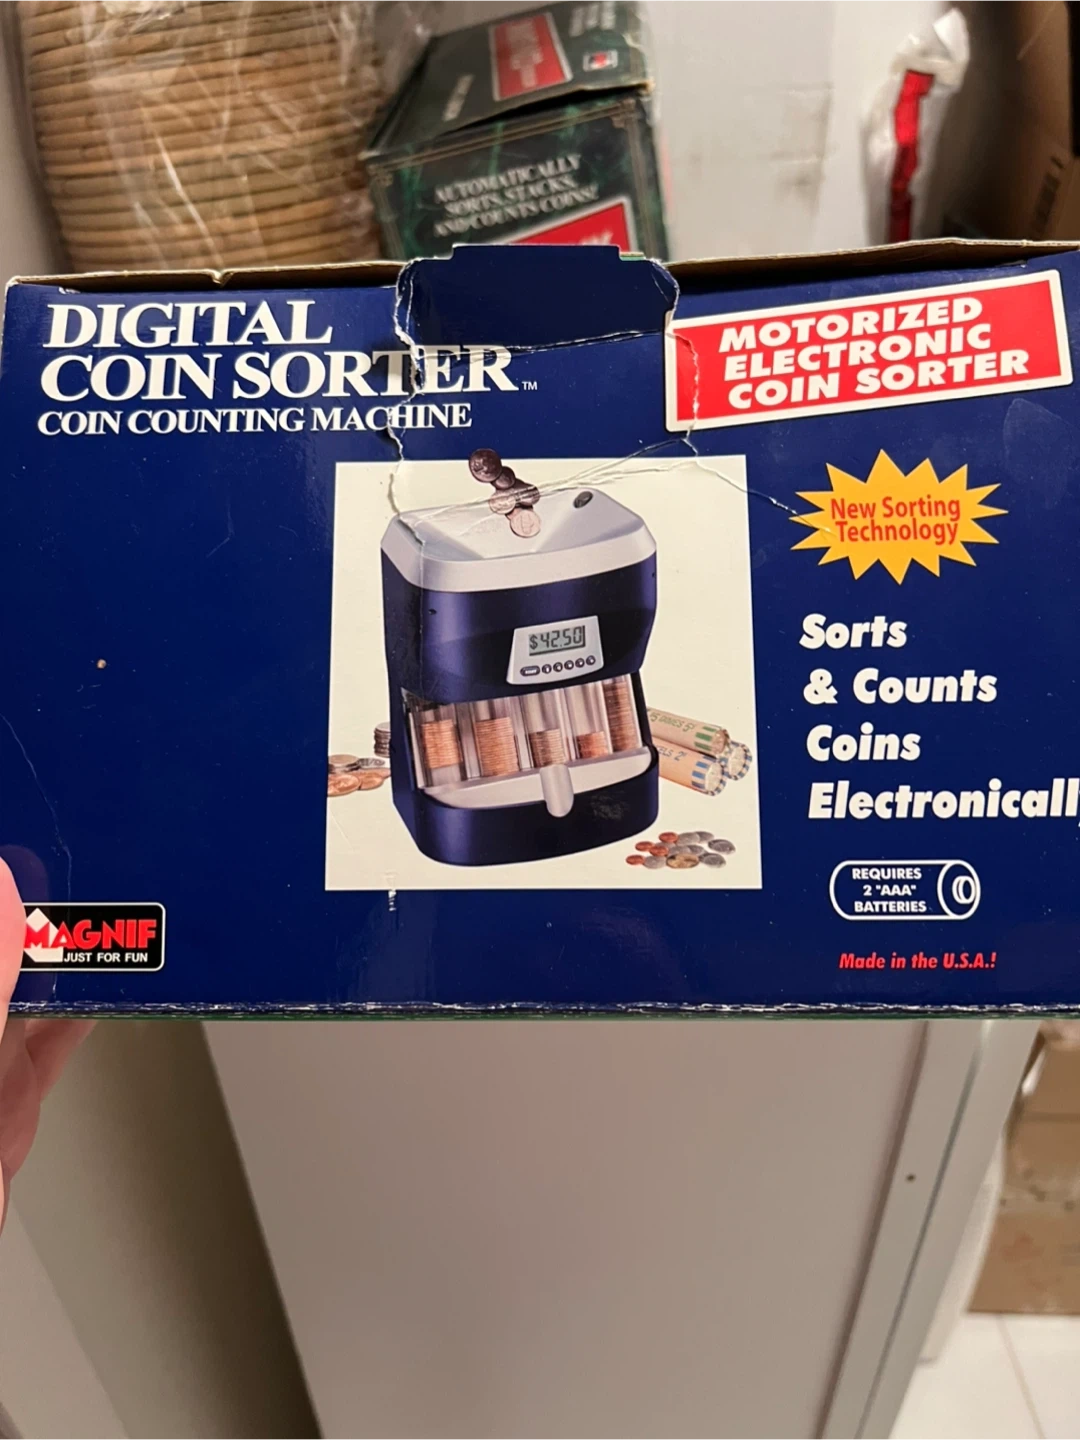 AUTOMATICALLY
SORTS, STACKS,
AND COUNTS COINS!
DIGITAL
COIN SORTER™
COIN COUNTING MACHINE
MOTORIZED
ELECTRONIC
COIN SORTER
New Sorting
Technology
$42.50
Sorts
& Counts
Coins
Electronicall
REQUIRES
2 "AAA"
BATTERIES
MAGNIF
JUST FOR FUN
Made in the U.S.A.!